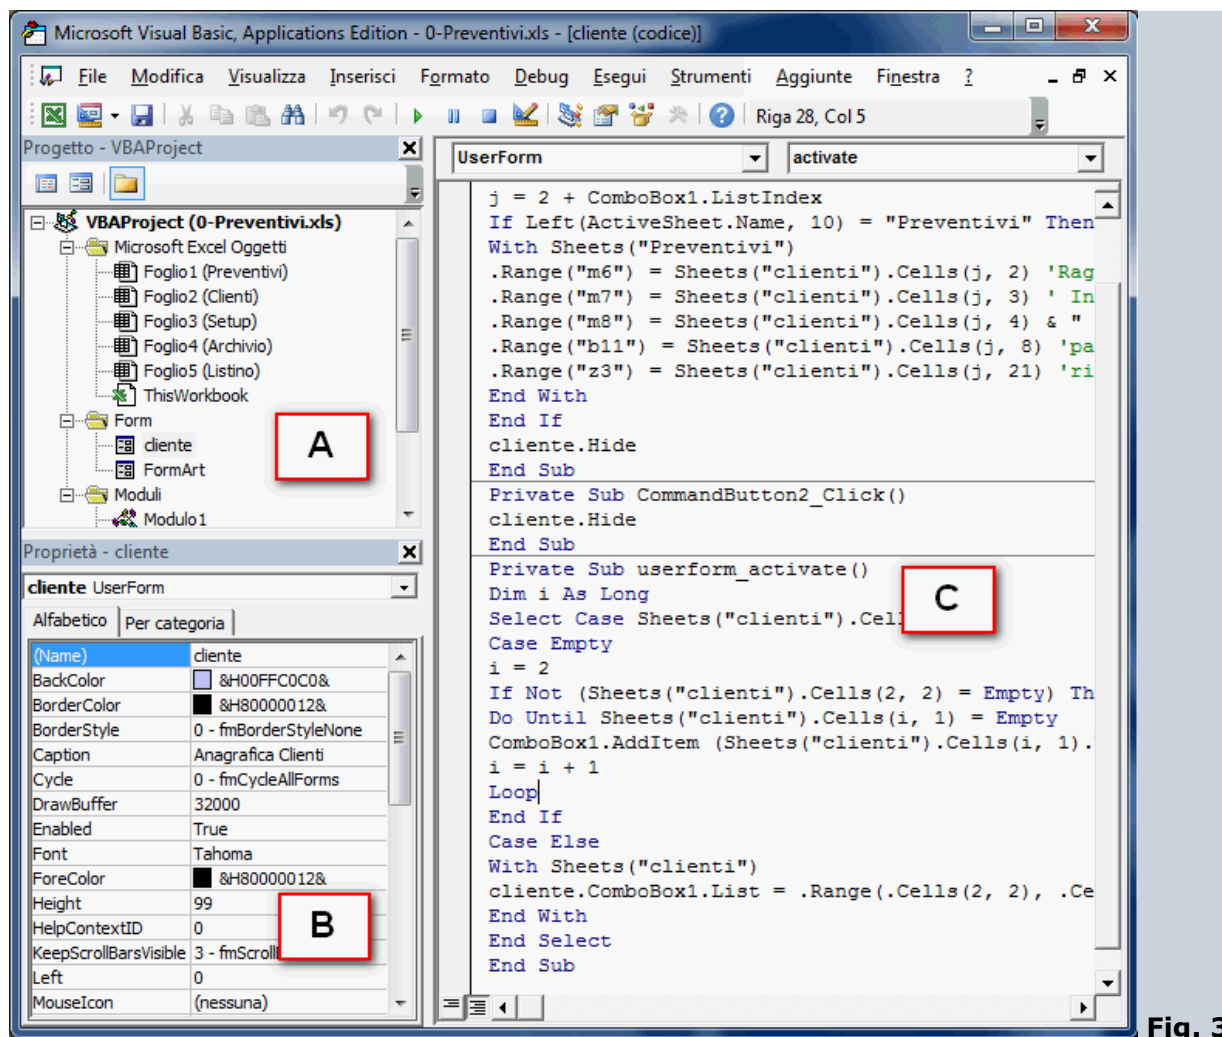 Microsoft Visual Basic, Applications Edition - 0-Preventivi.xls - [cliente (codice)]
File Modifica Visualizza Inserisci Formato Debug Esegui Strumenti Aggiunte Finestra ?
Riga 28, Col 5
Progetto - VBAProject
VBAProject (0-Preventivi.xls)
Microsoft Excel Oggetti
Foglio1 (Preventivi)
Foglio2 (Clienti)
Foglio3 (Setup)
Foglio4 (Archivio)
Foglio5 (Listino)
ThisWorkbook
Form
cliente
FormArt
Moduli
Modulo1
A
Proprietà - cliente
cliente UserForm
Alfabetico Per categoria
(Name) cliente
BackColor &H00FFC0C0&
BorderColor &H80000012&
BorderStyle 0 - fmBorderStyleNone
Caption Anagrafica Clienti
Cycle 0 - fmCycleAllForms
DrawBuffer 32000
Enabled True
Font Tahoma
ForeColor &H80000012&
Height 99
HelpContextID 0
KeepScrollBarsVisible 3 - fmScroll
Left 0
MouseIcon (nessuna)
B
UserForm activate
j = 2 + ComboBox1.ListIndex
If Left(ActiveSheet.Name, 10) = "Preventivi" Then
With Sheets("Preventivi")
.Range("m6") = Sheets("clienti").Cells(j, 2) 'Rag
.Range("m7") = Sheets("clienti").Cells(j, 3) ' In
.Range("m8") = Sheets("clienti").Cells(j, 4) & "
.Range("b11") = Sheets("clienti").Cells(j, 8) 'pa
.Range("z3") = Sheets("clienti").Cells(j, 21) 'ri
End With
End If
cliente.Hide
End Sub
Private Sub CommandButton2_Click()
cliente.Hide
End Sub
Private Sub userform_activate()
Dim i As Long
Select Case Sheets("clienti").Cel
Case Empty
i = 2
If Not (Sheets("clienti").Cells(2, 2) = Empty) Th
Do Until Sheets("clienti").Cells(i, 1) = Empty
ComboBox1.AddItem (Sheets("clienti").Cells(i, 1).
i = i + 1
Loop
End If
Case Else
With Sheets("clienti")
cliente.ComboBox1.List = .Range(.Cells(2, 2), .Ce
End With
End Select
End Sub
C
Fig. 3